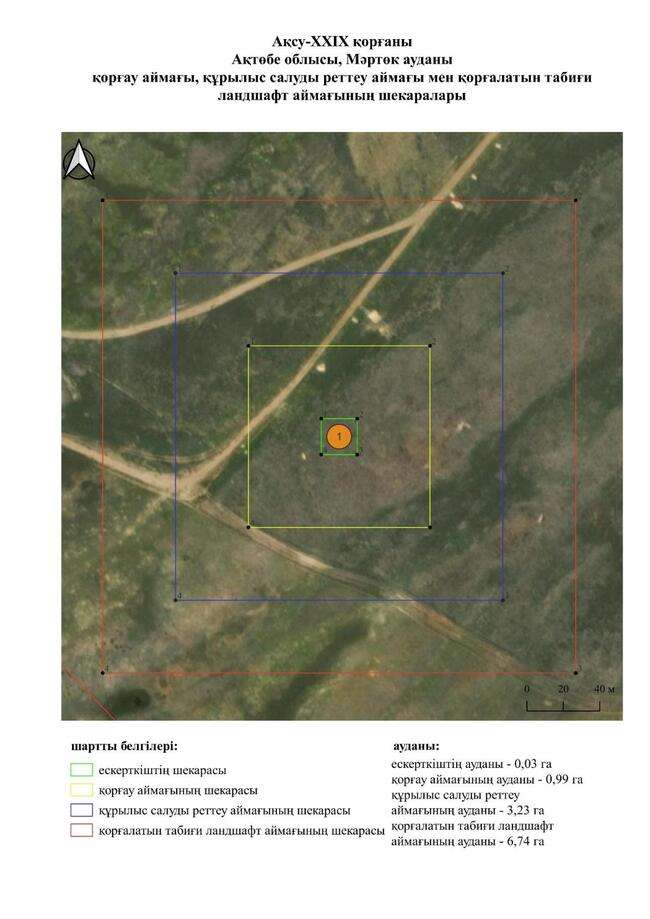 Ақсу-XXIX қорғаны
Ақтөбе облысы, Мәртөк ауданы
қорғау аймағы, құрылыс салуды реттеу аймағы мен қорғалатын табиғи
ландшафт аймағының шекаралары
1
0 20 40 м
шартты белгілері:
ескерткіштің шекарасы
қорғау аймағының шекарасы
құрылыс салуды реттеу аймағының шекарасы
қорғалатын табиғи ландшафт аймағының шекарасы
ауданы:
ескерткіштің ауданы - 0,03 га
қорғау аймағының ауданы - 0,99 га
құрылыс салуды реттеу
аймағының ауданы - 3,23 га
қорғалатын табиғи ландшафт
аймағының ауданы - 6,74 га